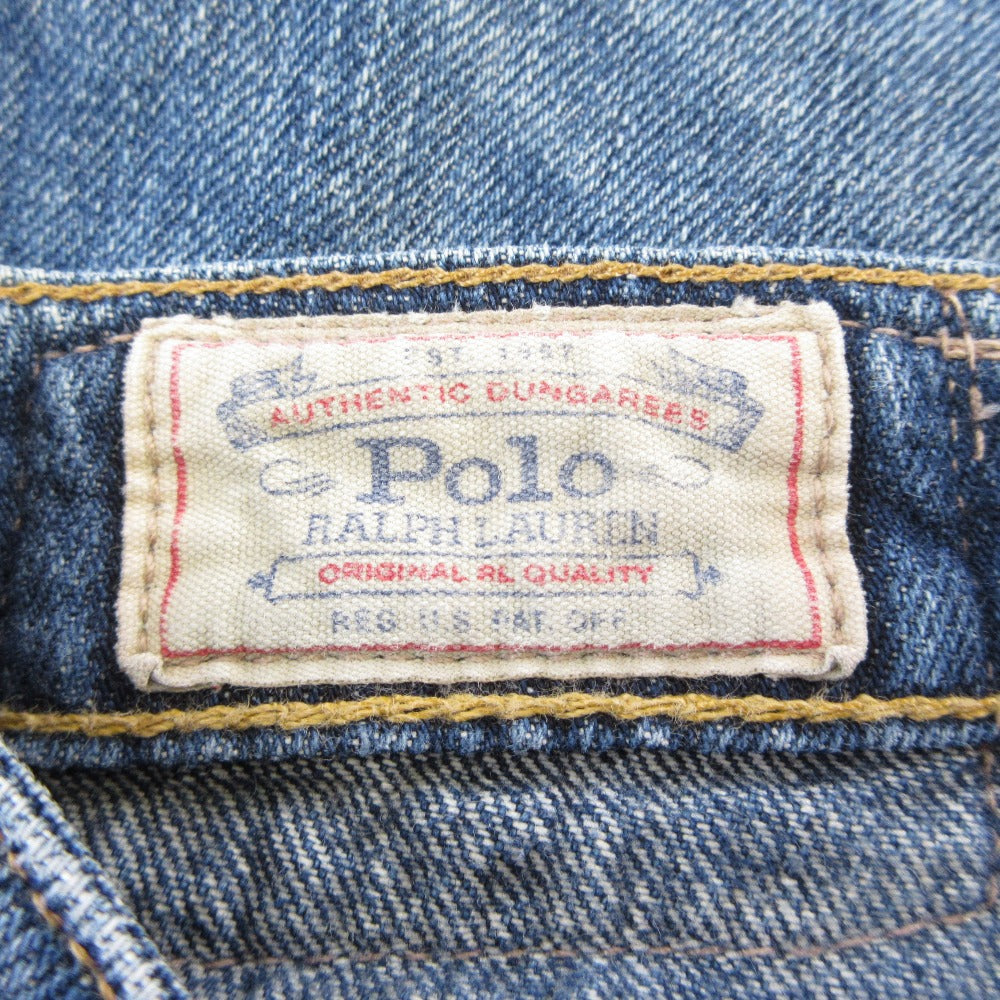 EST. 1967
AUTHENTIC DUNGAREES
Polo
RALPH LAUREN
ORIGINAL RL QUALITY
REG. U.S. PAT. OFF.